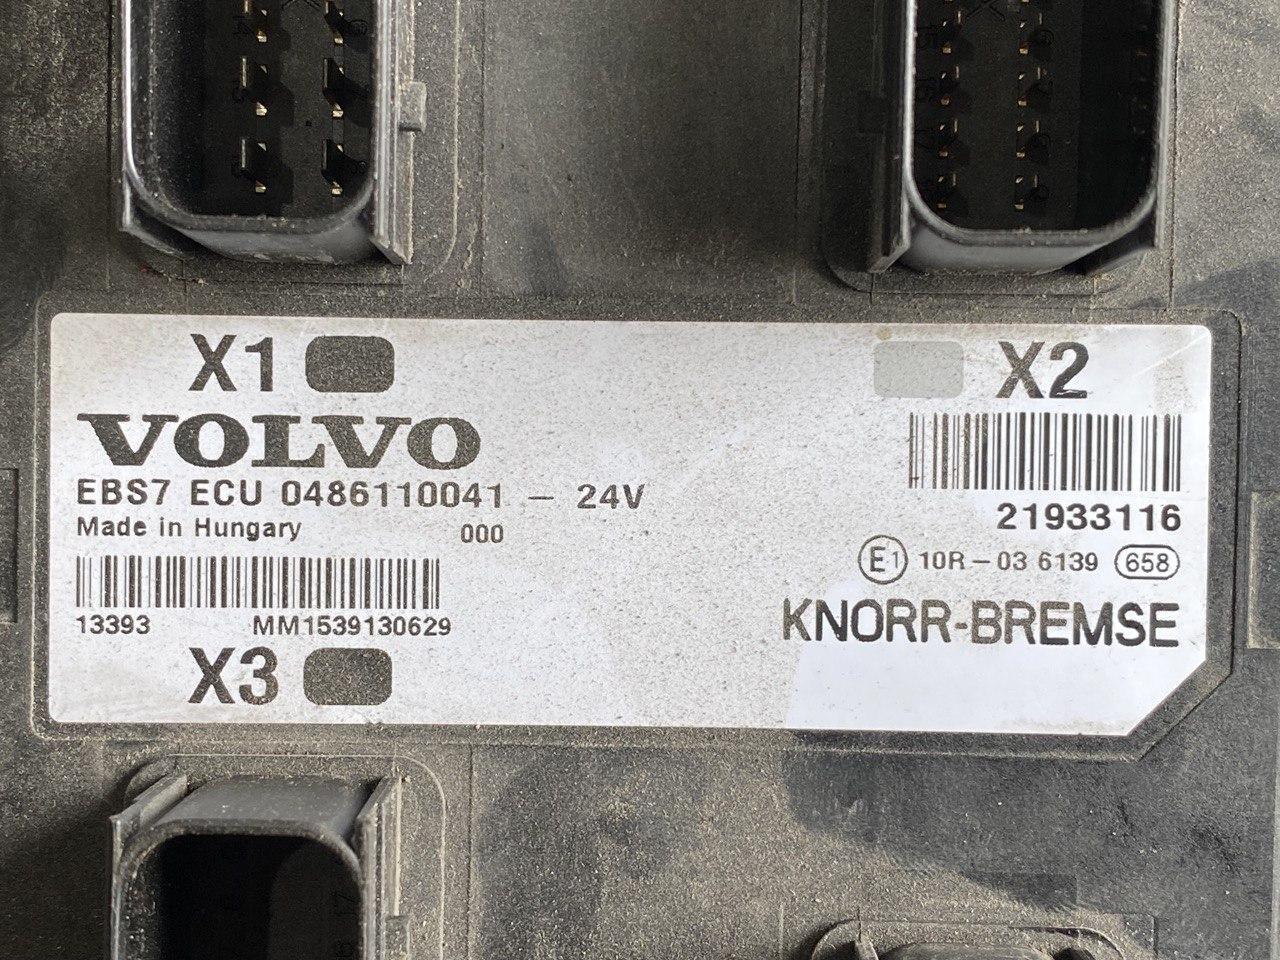 X1
X2
VOLVO
EBS7 ECU 0486110041 – 24V
Made in Hungary 000
21933116
E1 10R-03 6139 658
13393 MM1539130629
KNORR-BREMSE
X3